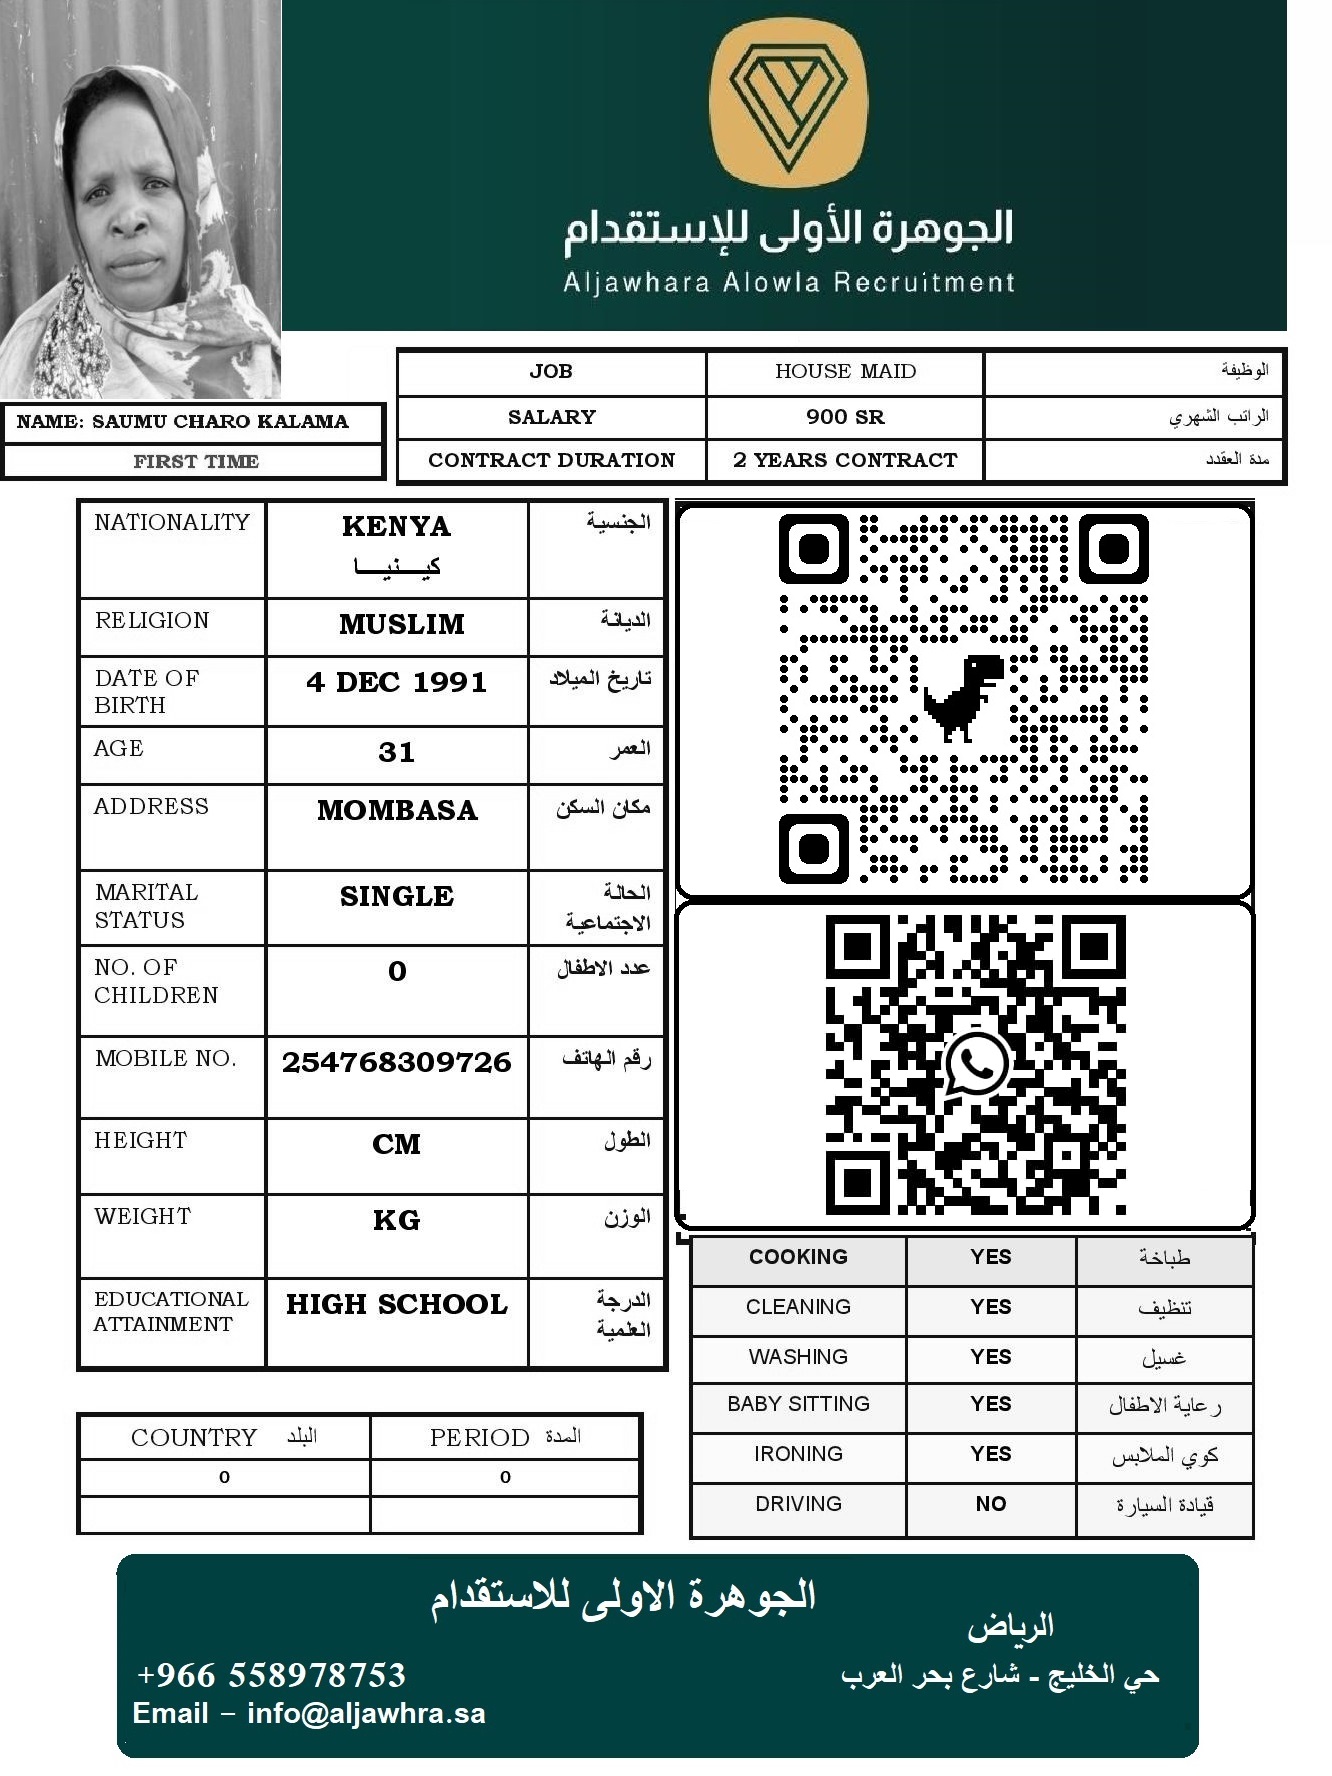 الجوهرة الأولى للإستقدام
Aljawhara Alowla Recruitment
NAME: SAUMU CHARO KALAMA
FIRST TIME
JOB HOUSE MAID الوظيفة
SALARY 900 SR الراتب الشهري
CONTRACT DURATION 2 YEARS CONTRACT مدة العقدد
NATIONALITY KENYA الجنسية
كيـــنيـــا
RELIGION MUSLIM الديانة
DATE OF 4 DEC 1991 تاريخ الميلاد
BIRTH
AGE 31 العمر
ADDRESS MOMBASA مكان السكن
MARITAL SINGLE الحالة
STATUS الاجتماعية
NO. OF 0 عدد الاطفال
CHILDREN
MOBILE NO. 254768309726 رقم الهاتف
HEIGHT CM الطول
WEIGHT KG الوزن
EDUCATIONAL HIGH SCHOOL الدرجة
ATTAINMENT العلمية
COOKING YES طباخة
CLEANING YES تنظيف
WASHING YES غسيل
BABY SITTING YES رعاية الاطفال
IRONING YES كوي الملابس
DRIVING NO قيادة السيارة
COUNTRY البلد PERIOD المدة
0 0
الجوهرة الاولى للاستقدام
الرياض
حي الخليج - شارع بحر العرب
+966 558978753
Email – info@aljawhra.sa